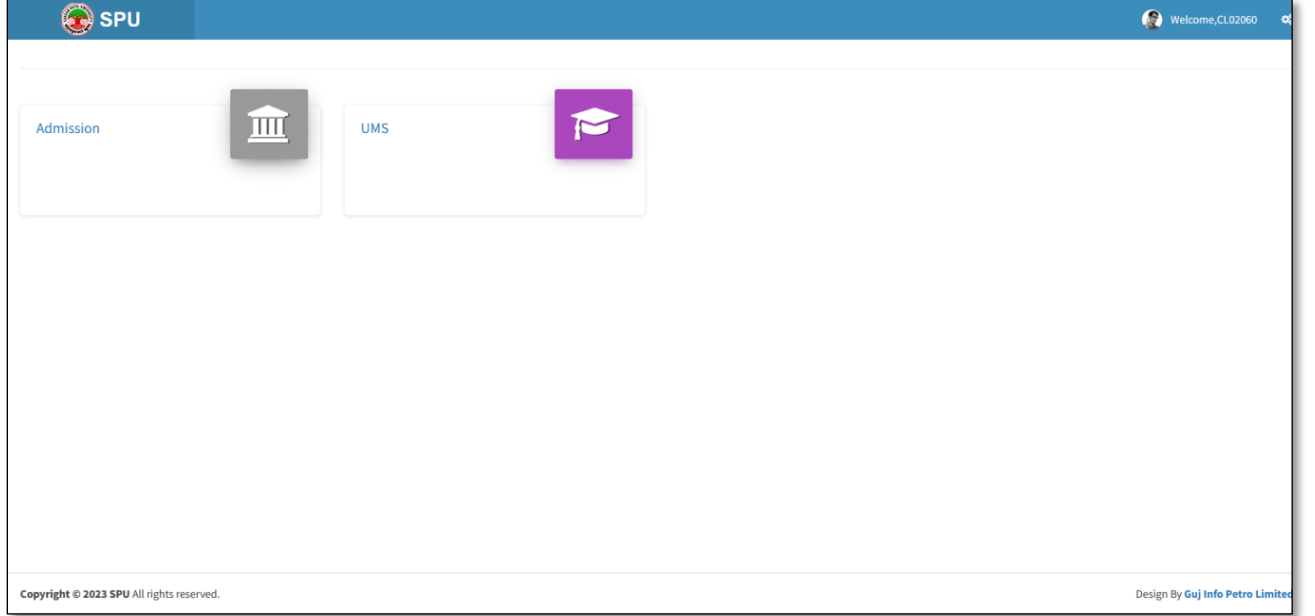 SPU
Welcome,CL02060
Admission
UMS
Copyright © 2023 SPU All rights reserved.
Design By Guj Info Petro Limited